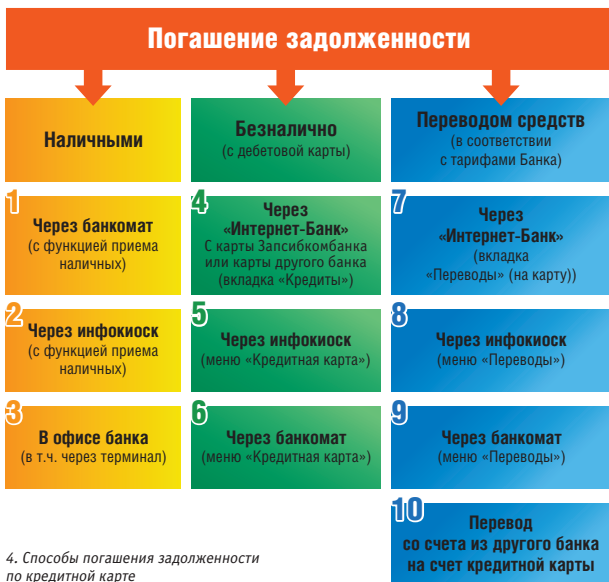 Погашение задолженности
Наличными
Безналично
(с дебетовой карты)
Переводом средств
(в соответствии
с тарифами Банка)
1
Через банкомат
(с функцией приема
наличных)
4
Через
«Интернет-Банк»
С карты Запсибкомбанка
или карты другого банка
(вкладка «Кредиты»)
7
Через
«Интернет-Банк»
(вкладка
«Переводы» (на карту))
2
Через инфокиоск
(с функцией приема
наличных)
5
Через инфокиоск
(меню «Кредитная карта»)
8
Через инфокиоск
(меню «Переводы»)
3
В офисе банка
(в т.ч. через терминал)
6
Через банкомат
(меню «Кредитная карта»)
9
Через банкомат
(меню «Переводы»)
10
Перевод
со счета из другого банка
на счет кредитной карты
4. Способы погашения задолженности
по кредитной карте